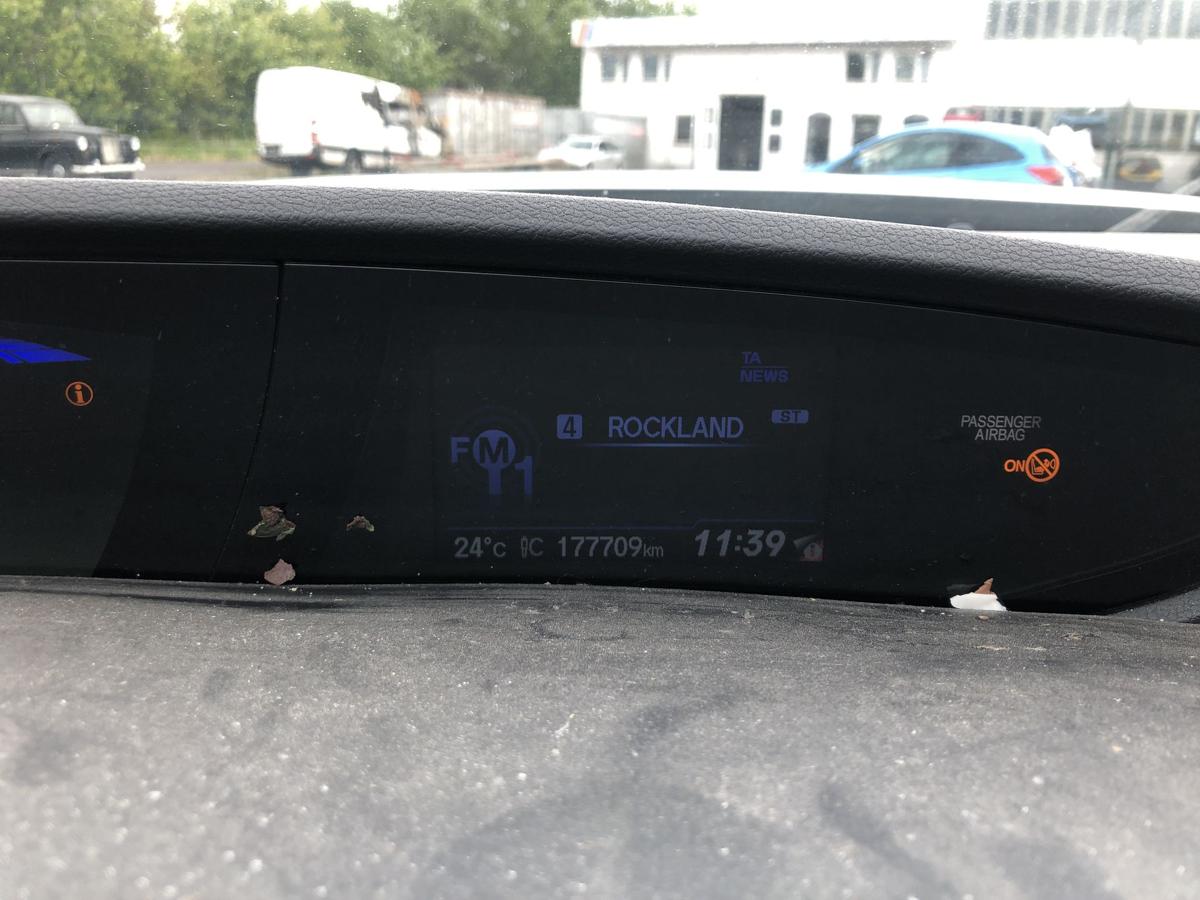 TA
NEWS
FM1
4 ROCKLAND ST
PASSENGER
AIRBAG
ON
24°C C 177709km 11:39